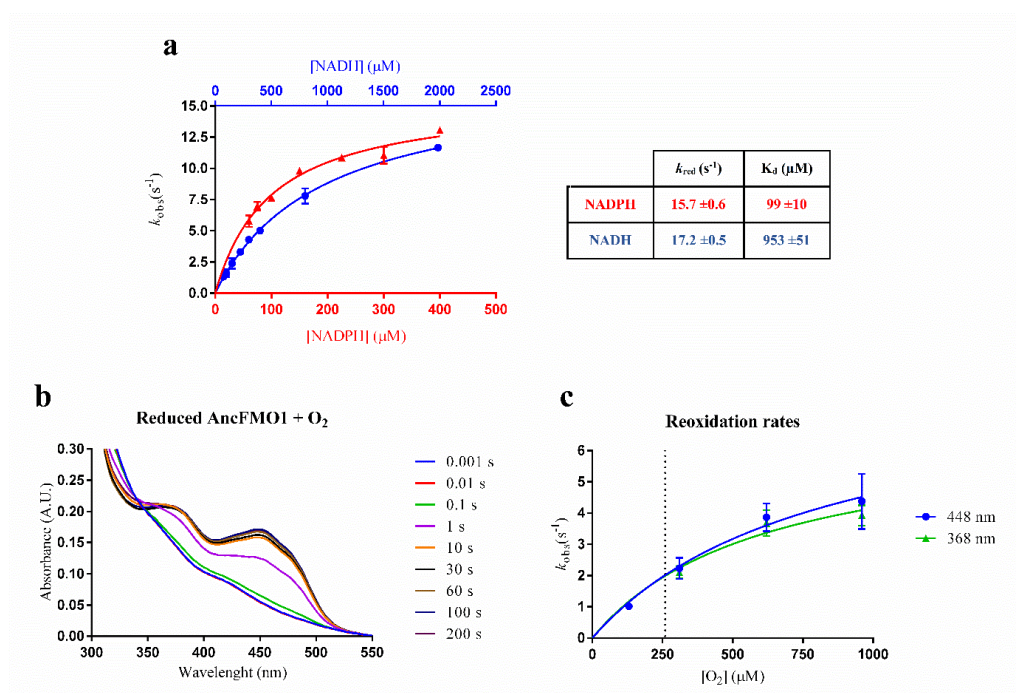 a
[NADH] (µM)
0 500 1000 1500 2000 2500
15.0
12.5
10.0
7.5
5.0
2.5
0.0
kobs(s-1)
0 100 200 300 400 500
[NADPH] (µM)
kred (s-1) Kd (µM)
NADPH 15.7 ±0.6 99 ±10
NADH 17.2 ±0.5 953 ±51
b
Reduced AncFMO1 + O2
0.30
0.25
0.20
0.15
0.10
0.05
0.00
Absorbance (A.U.)
300 350 400 450 500 550
Wavelenght (nm)
0.001 s
0.01 s
0.1 s
1 s
10 s
30 s
60 s
100 s
200 s
c
Reoxidation rates
6
5
4
3
2
1
0
kobs(s-1)
0 250 500 750 1000
[O2] (µM)
448 nm
368 nm